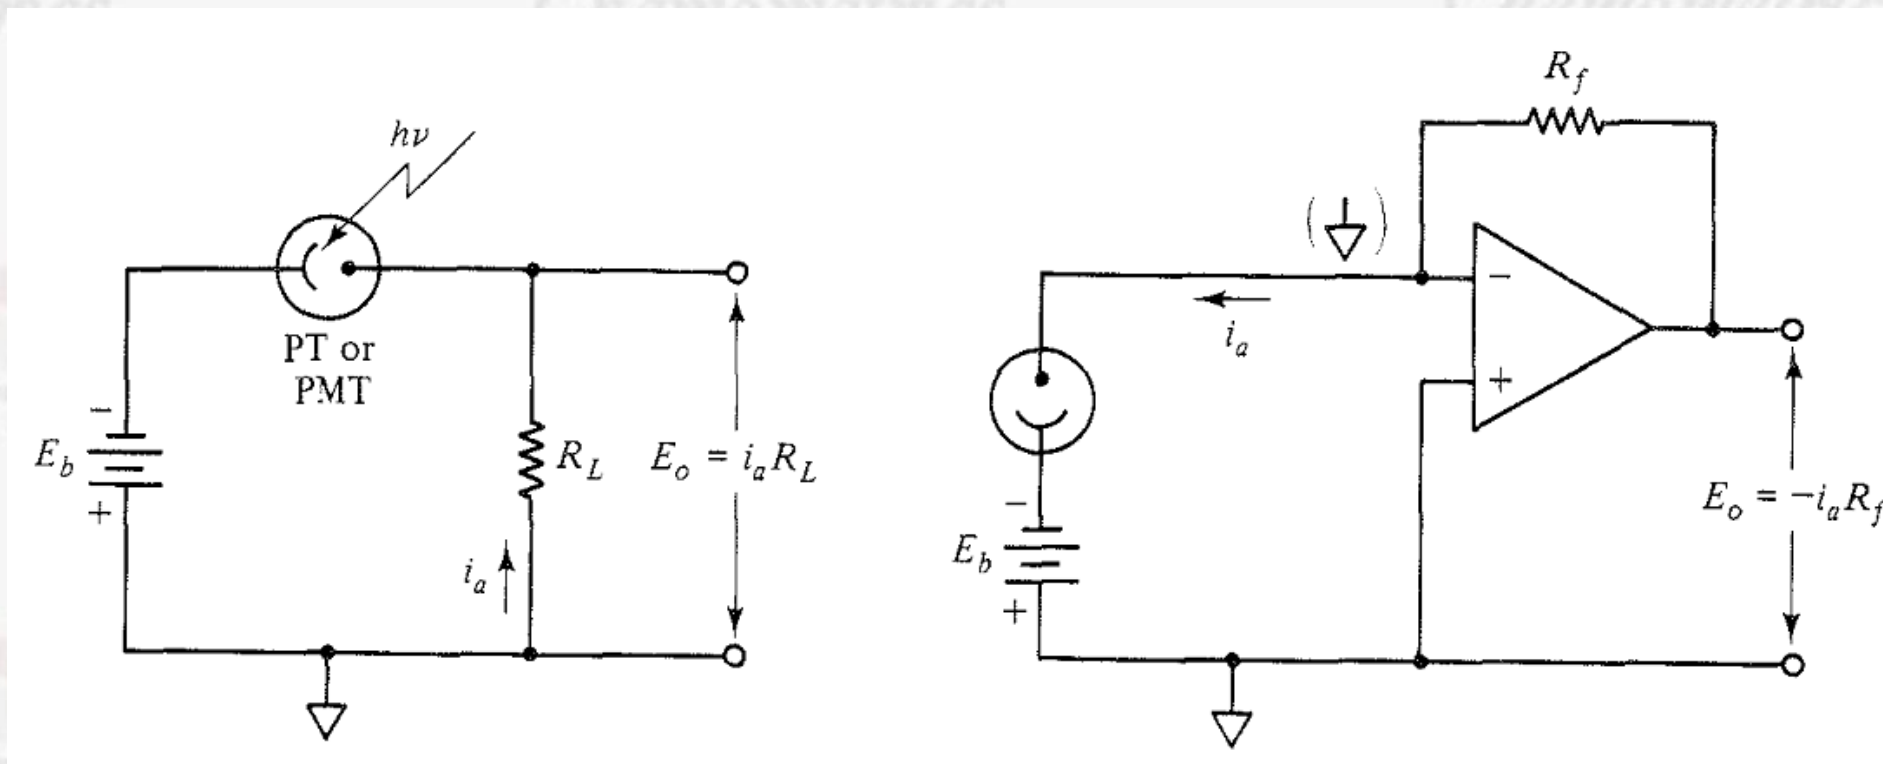 hν
PT or
PMT
−
E_b
+
R_L
E_o = i_a R_L
i_a
R_f
( )
−
i_a
+
−
E_b
+
E_o = −i_a R_f